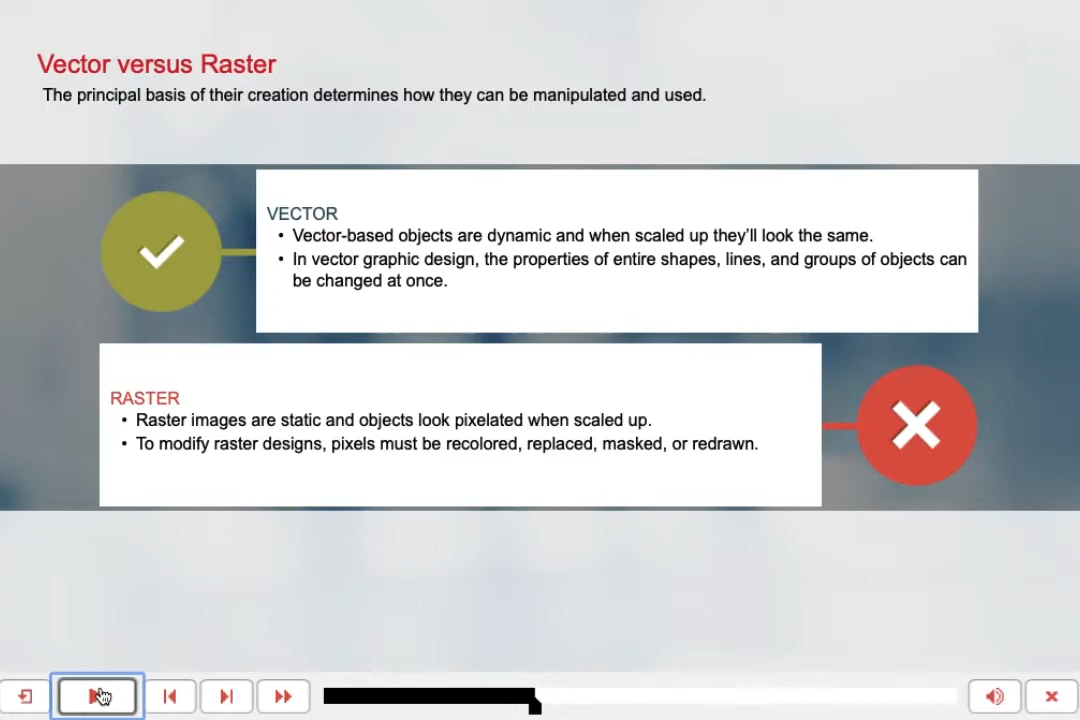 Vector versus Raster
The principal basis of their creation determines how they can be manipulated and used.
VECTOR
• Vector-based objects are dynamic and when scaled up they’ll look the same.
• In vector graphic design, the properties of entire shapes, lines, and groups of objects can
be changed at once.
RASTER
• Raster images are static and objects look pixelated when scaled up.
• To modify raster designs, pixels must be recolored, replaced, masked, or redrawn.